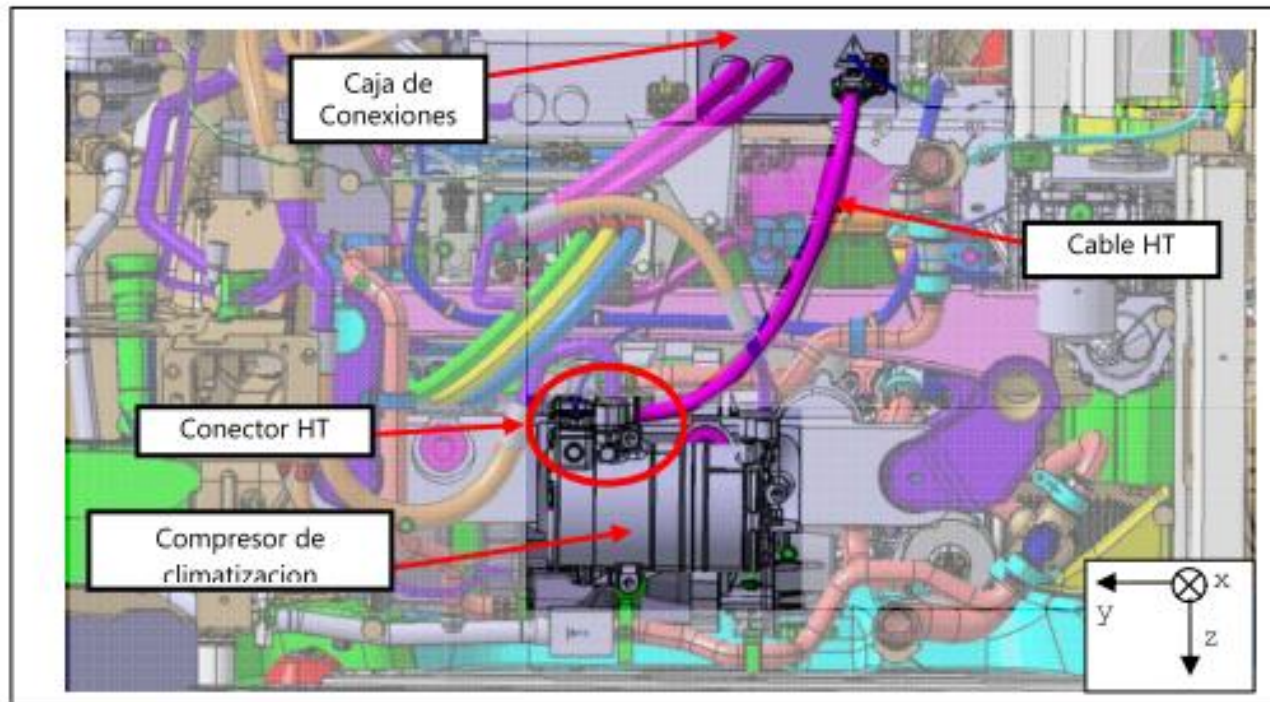 Caja de
Conexiones
Cable HT
Conector HT
Compresor de
climatizacion
x
y
z